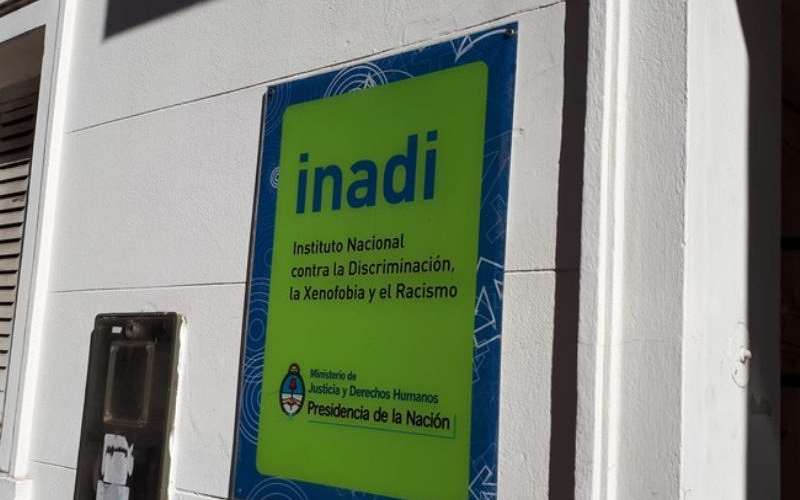 inadi
Instituto Nacional
contra la Discriminación,
la Xenofobia y el Racismo
Ministerio de
Justicia y Derechos Humanos
Presidencia de la Nación